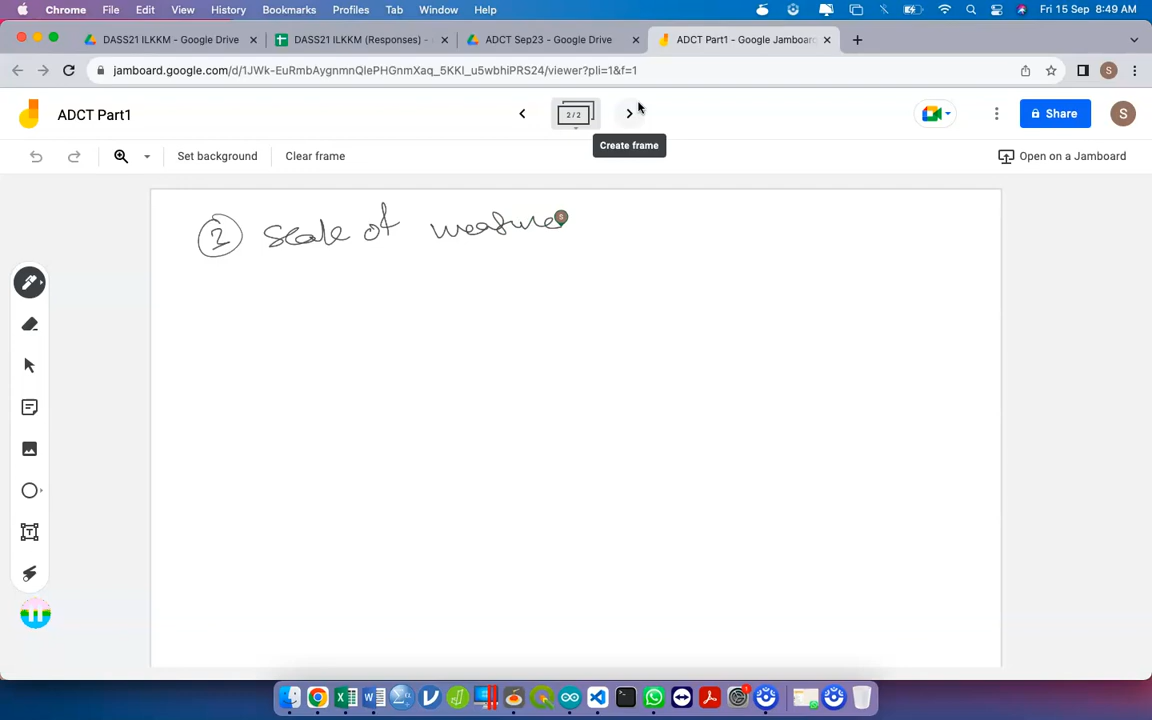 Chrome File Edit View History Bookmarks Profiles Tab Window Help Fri 15 Sep 8:49 AM
DASS21 ILKKM - Google Drive DASS21 ILKKM (Responses) - ADCT Sep23 - Google Drive ADCT Part1 - Google Jamboard
jamboard.google.com/d/1JWk-EuRmbAygnmnQIePHGnmXaq_5KKI_u5wbhiPRS24/viewer?pli=1&f=1 S
ADCT Part1 2/2 Share S
Create frame
Set background Clear frame Open on a Jamboard
2 scale of measure
S
T